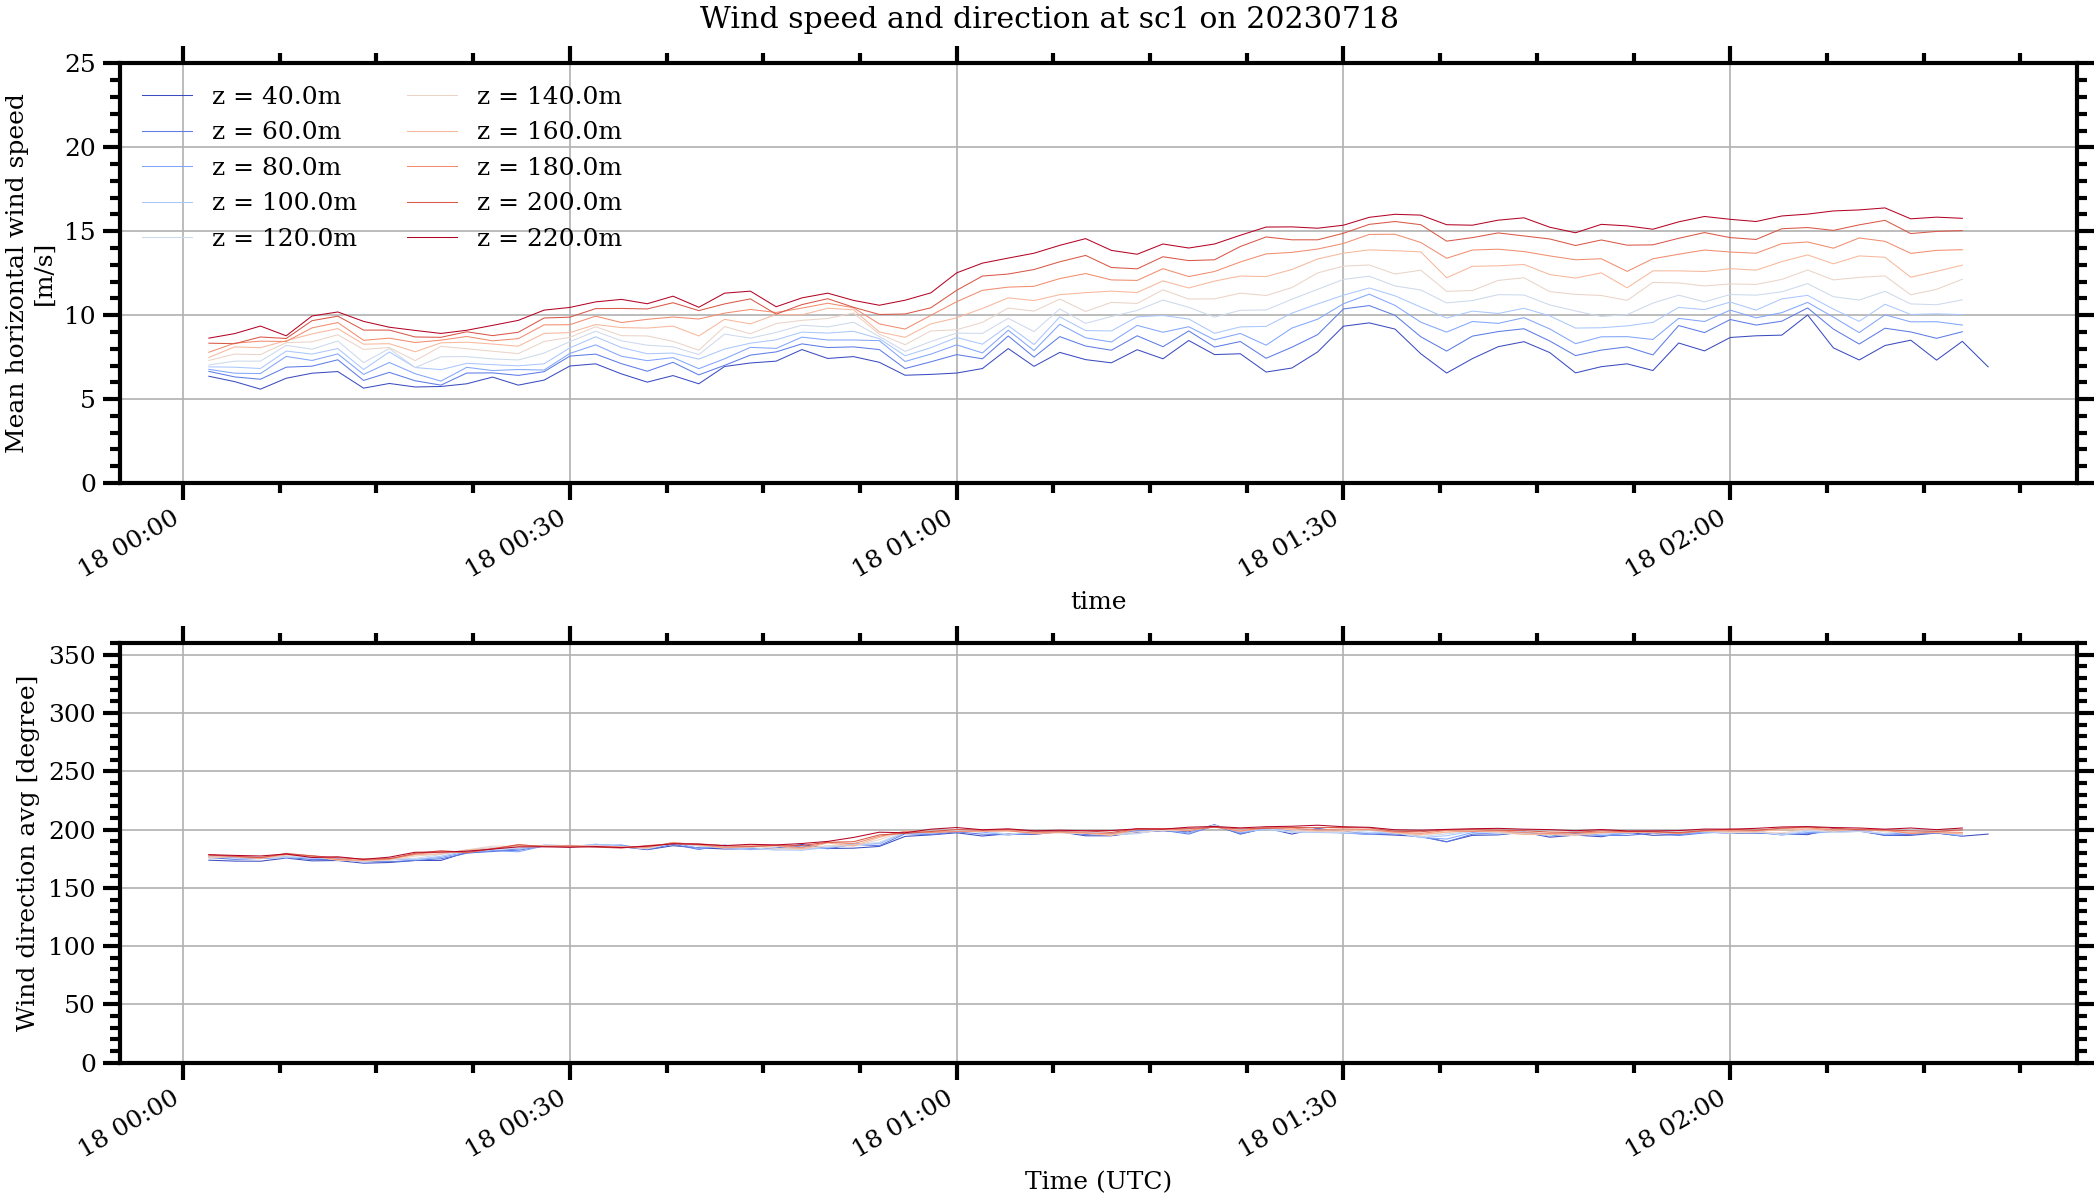 Wind speed and direction at sc1 on 20230718
Mean horizontal wind speed
[m/s]
25
20
15
10
5
0
z = 40.0m
z = 60.0m
z = 80.0m
z = 100.0m
z = 120.0m
z = 140.0m
z = 160.0m
z = 180.0m
z = 200.0m
z = 220.0m
18 00:00
18 00:30
18 01:00
18 01:30
18 02:00
time
Wind direction avg [degree]
350
300
250
200
150
100
50
0
18 00:00
18 00:30
18 01:00
18 01:30
18 02:00
Time (UTC)